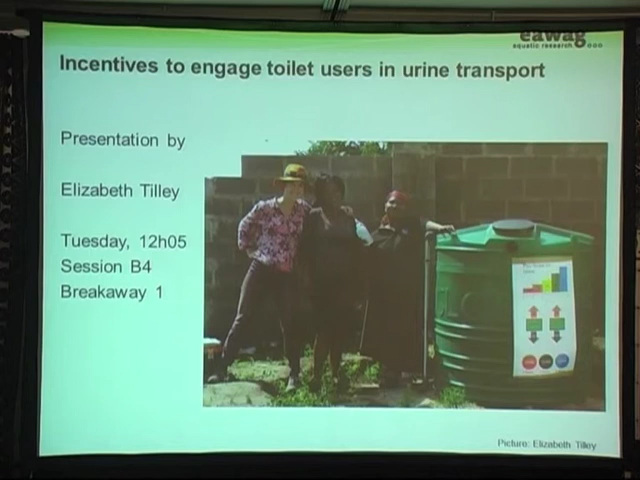 eawag
aquatic research
Incentives to engage toilet users in urine transport
Presentation by
Elizabeth Tilley
Tuesday, 12h05
Session B4
Breakaway 1
Picture: Elizabeth Tilley